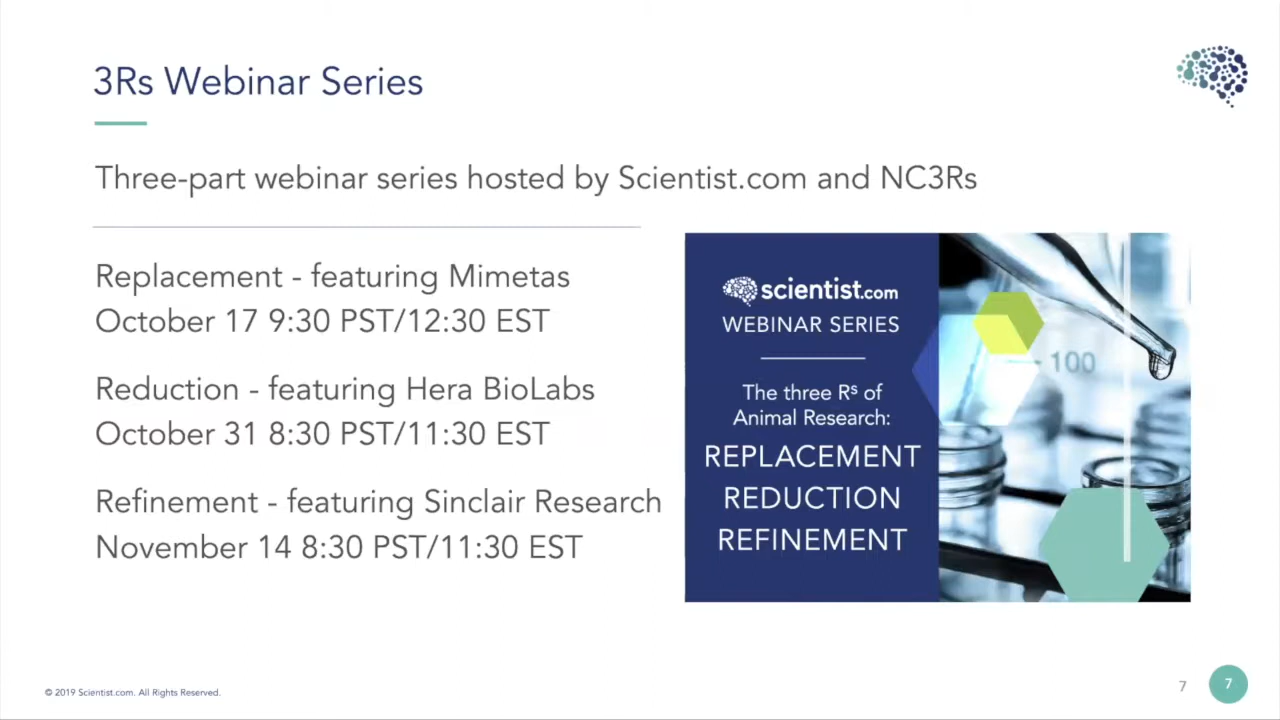 3Rs Webinar Series
Three-part webinar series hosted by Scientist.com and NC3Rs
Replacement - featuring Mimetas
October 17 9:30 PST/12:30 EST
Reduction - featuring Hera BioLabs
October 31 8:30 PST/11:30 EST
Refinement - featuring Sinclair Research
November 14 8:30 PST/11:30 EST
scientist.com
WEBINAR SERIES
The three Rs of
Animal Research:
REPLACEMENT
REDUCTION
REFINEMENT
100
© 2019 Scientist.com. All Rights Reserved.
7
7